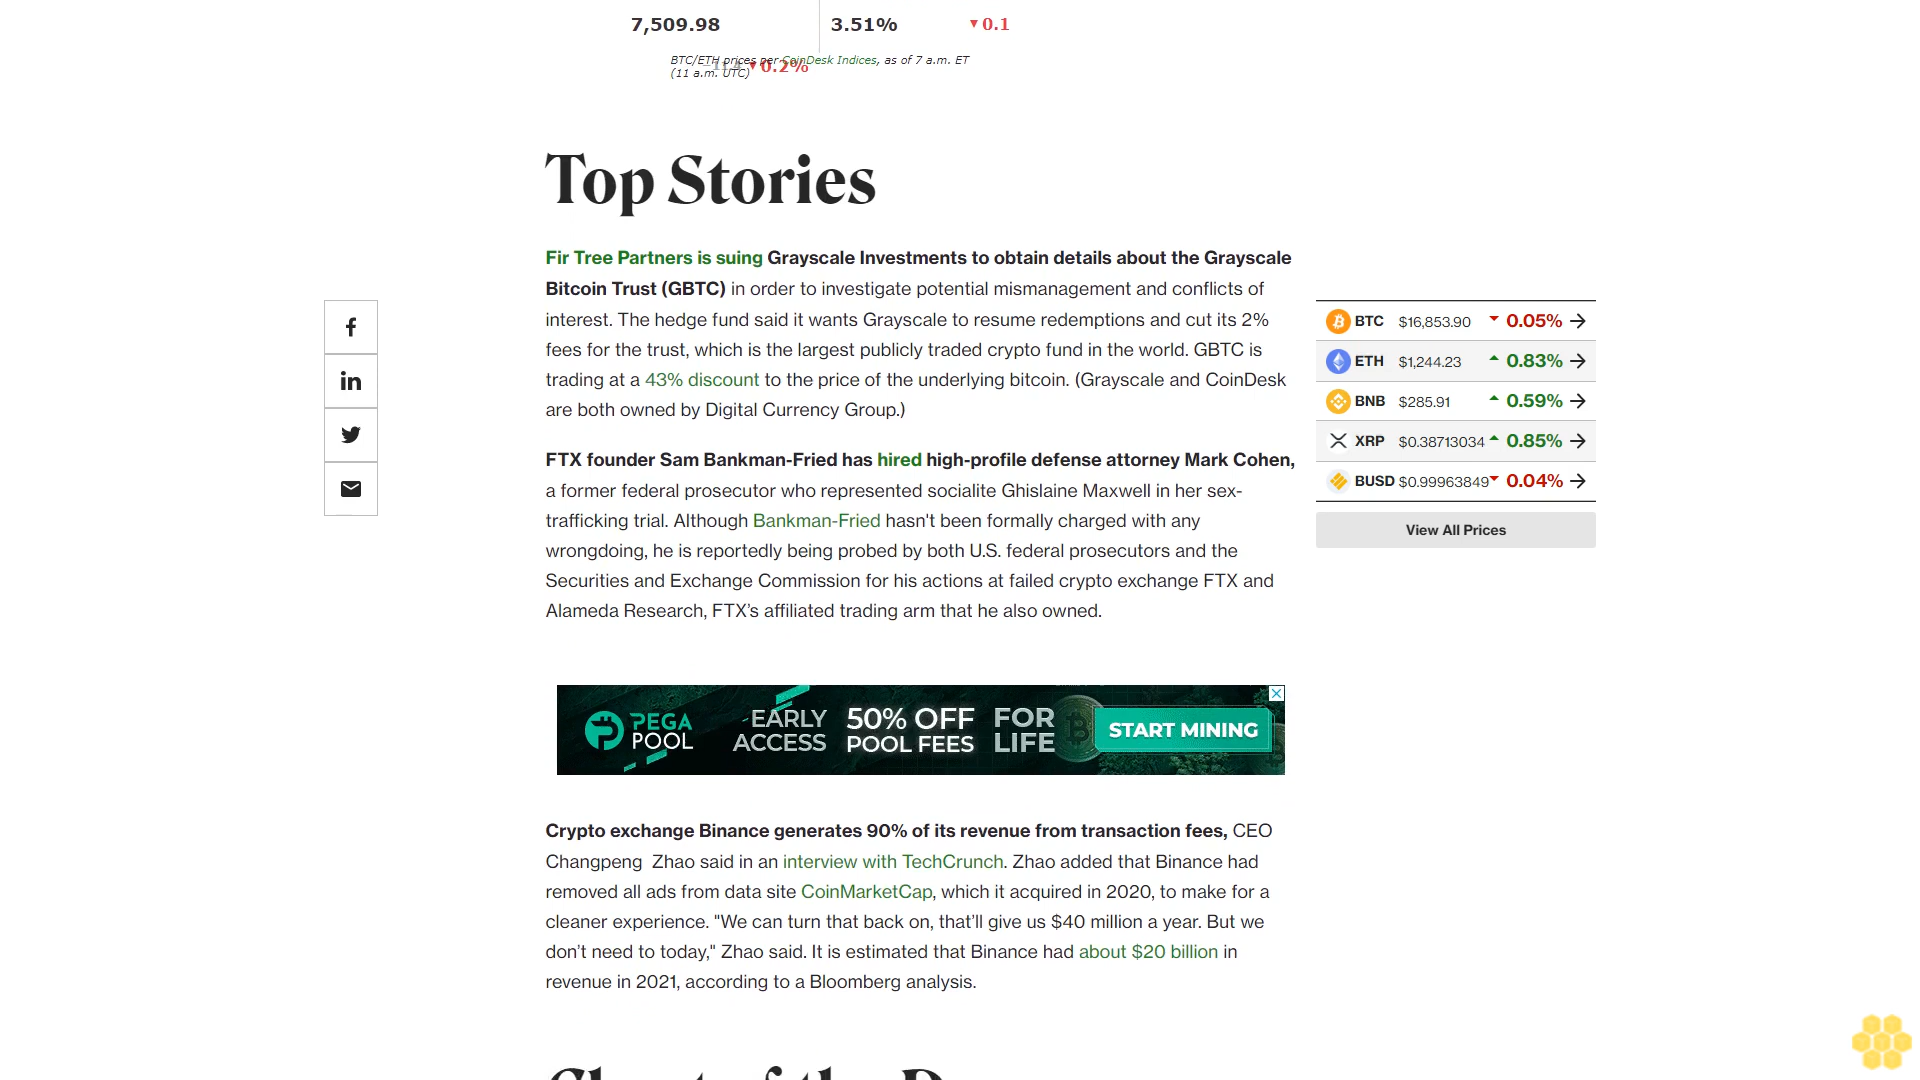 7,509.98 3.51% ▼0.1
BTC/ETH prices per CoinDesk Indices, as of 7 a.m. ET
(11 a.m. UTC)
▼0.2%
Top Stories
Fir Tree Partners is suing Grayscale Investments to obtain details about the Grayscale
Bitcoin Trust (GBTC) in order to investigate potential mismanagement and conflicts of
interest. The hedge fund said it wants Grayscale to resume redemptions and cut its 2%
fees for the trust, which is the largest publicly traded crypto fund in the world. GBTC is
trading at a 43% discount to the price of the underlying bitcoin. (Grayscale and CoinDesk
are both owned by Digital Currency Group.)
FTX founder Sam Bankman-Fried has hired high-profile defense attorney Mark Cohen,
a former federal prosecutor who represented socialite Ghislaine Maxwell in her sex-
trafficking trial. Although Bankman-Fried hasn't been formally charged with any
wrongdoing, he is reportedly being probed by both U.S. federal prosecutors and the
Securities and Exchange Commission for his actions at failed crypto exchange FTX and
Alameda Research, FTX’s affiliated trading arm that he also owned.
PEGA POOL EARLY ACCESS 50% OFF POOL FEES FOR LIFE START MINING
Crypto exchange Binance generates 90% of its revenue from transaction fees, CEO
Changpeng  Zhao said in an interview with TechCrunch. Zhao added that Binance had
removed all ads from data site CoinMarketCap, which it acquired in 2020, to make for a
cleaner experience. "We can turn that back on, that’ll give us $40 million a year. But we
don’t need to today," Zhao said. It is estimated that Binance had about $20 billion in
revenue in 2021, according to a Bloomberg analysis.
BTC $16,853.90 0.05%
ETH $1,244.23 0.83%
BNB $285.91 0.59%
XRP $0.38713034 0.85%
BUSD $0.99963849 0.04%
View All Prices